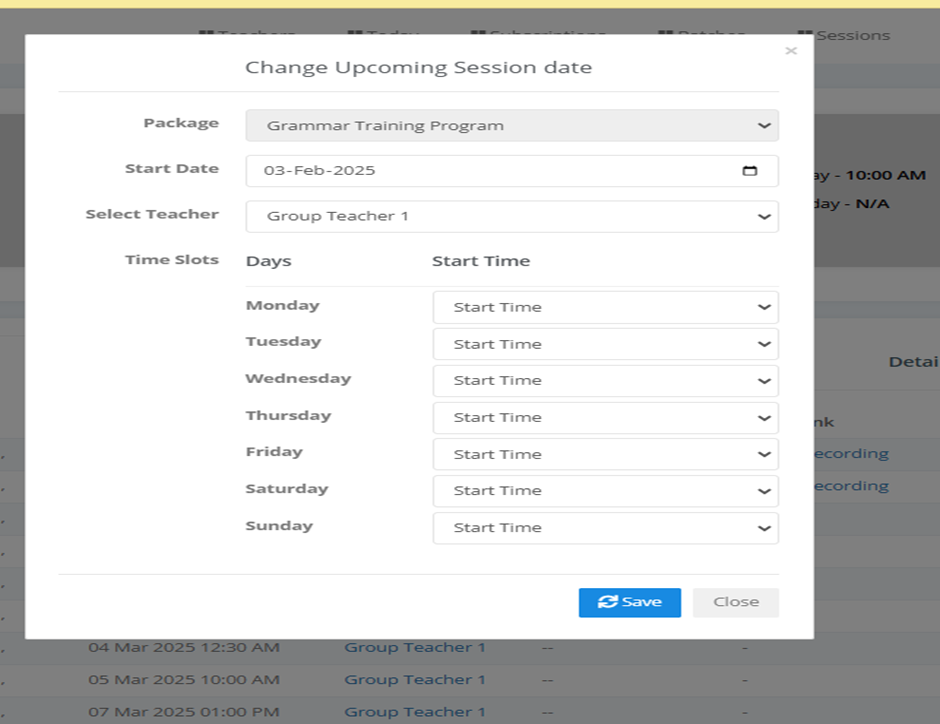 Teachers Today Subscriptions Batches Sessions
×
Change Upcoming Session date
Package Grammar Training Program
Start Date 03-Feb-2025
Select Teacher Group Teacher 1
Time Slots Days Start Time
Monday Start Time
Tuesday Start Time
Wednesday Start Time
Thursday Start Time
Friday Start Time
Saturday Start Time
Sunday Start Time
Save Close
ay - 10:00 AM
day - N/A
Detai
nk
ecording
ecording
04 Mar 2025 12:30 AM Group Teacher 1 -- -
05 Mar 2025 10:00 AM Group Teacher 1 -- -
07 Mar 2025 01:00 PM Group Teacher 1 -- -